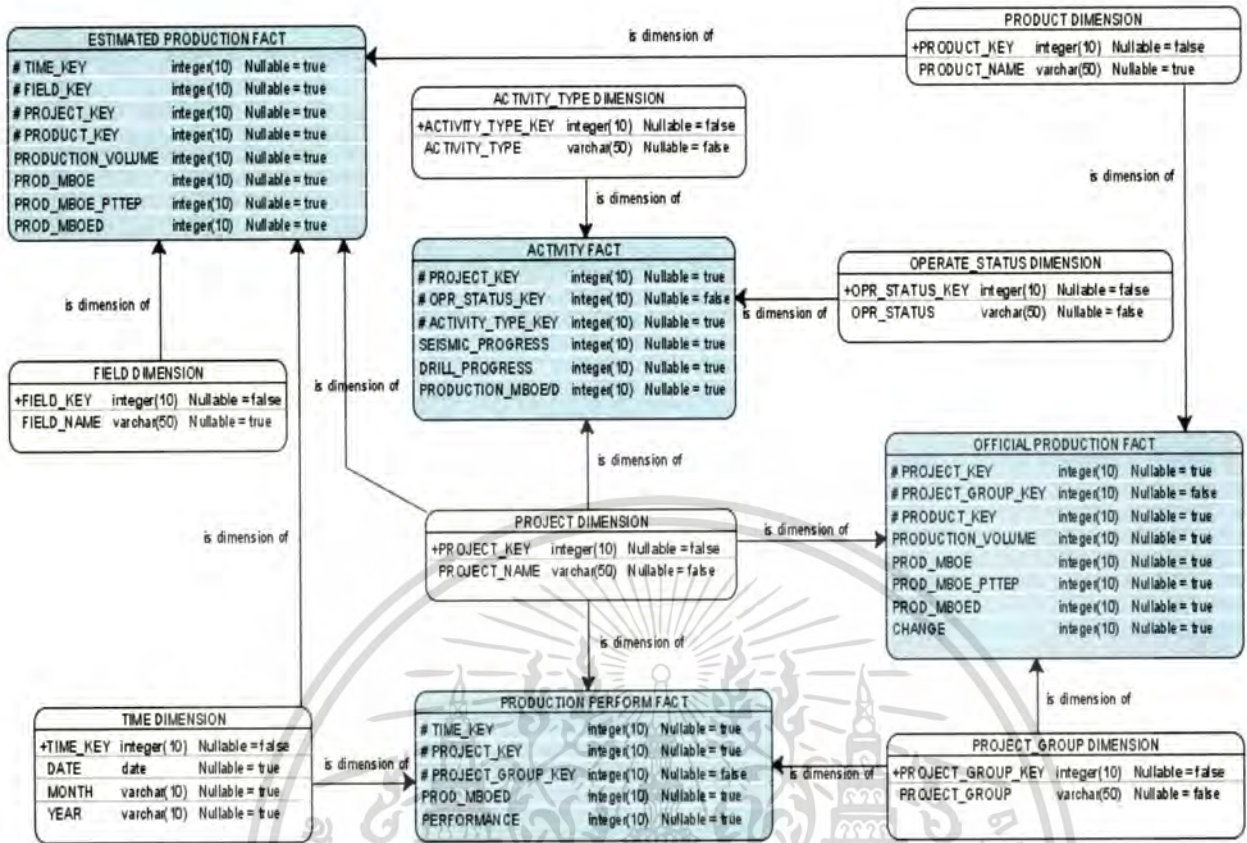 PRODUCT DIMENSION
+PRODUCT_KEY integer(10) Nullable = false
PRODUCT_NAME varchar(50) Nullable = true
is dimension of
ESTIMATED PRODUCTION FACT
# TIME_KEY integer(10) Nullable = true
# FIELD_KEY integer(10) Nullable = true
# PROJECT_KEY integer(10) Nullable = true
# PRODUCT_KEY integer(10) Nullable = true
PRODUCTION_VOLUME integer(10) Nullable = true
PROD_MBOE integer(10) Nullable = true
PROD_MBOE_PTTEP integer(10) Nullable = true
PROD_MBOED integer(10) Nullable = true
ACTIVITY_TYPE DIMENSION
+ACTIVITY_TYPE_KEY integer(10) Nullable = false
ACTIVITY_TYPE varchar(50) Nullable = false
is dimension of
is dimension of
ACTIVITY FACT
# PROJECT_KEY integer(10) Nullable = true
# OPR_STATUS_KEY integer(10) Nullable = false
# ACTIVITY_TYPE_KEY integer(10) Nullable = true
SEISMIC_PROGRESS integer(10) Nullable = true
DRILL_PROGRESS integer(10) Nullable = true
PRODUCTION_MBOE/D integer(10) Nullable = true
OPERATE_STATUS DIMENSION
+OPR_STATUS_KEY integer(10) Nullable = false
OPR_STATUS varchar(50) Nullable = false
is dimension of
is dimension of
FIELD DIMENSION
+FIELD_KEY integer(10) Nullable = false
FIELD_NAME varchar(50) Nullable = true
is dimension of
is dimension of
OFFICIAL PRODUCTION FACT
# PROJECT_KEY integer(10) Nullable = true
# PROJECT_GROUP_KEY integer(10) Nullable = false
# PRODUCT_KEY integer(10) Nullable = true
PRODUCTION_VOLUME integer(10) Nullable = true
PROD_MBOE integer(10) Nullable = true
PROD_MBOE_PTTEP integer(10) Nullable = true
PROD_MBOED integer(10) Nullable = true
CHANGE integer(10) Nullable = true
PROJECT DIMENSION
+PROJECT_KEY integer(10) Nullable = false
PROJECT_NAME varchar(50) Nullable = false
is dimension of
is dimension of
is dimension of
is dimension of
TIME DIMENSION
+TIME_KEY integer(10) Nullable = false
DATE date Nullable = true
MONTH varchar(10) Nullable = true
YEAR varchar(10) Nullable = true
is dimension of
PRODUCTION PERFORM FACT
# TIME_KEY integer(10) Nullable = true
# PROJECT_KEY integer(10) Nullable = true
# PROJECT_GROUP_KEY integer(10) Nullable = false
PROD_MBOED integer(10) Nullable = true
PERFORMANCE integer(10) Nullable = true
is dimension of
PROJECT_GROUP DIMENSION
+PROJECT_GROUP_KEY integer(10) Nullable = false
PROJECT_GROUP varchar(50) Nullable = false